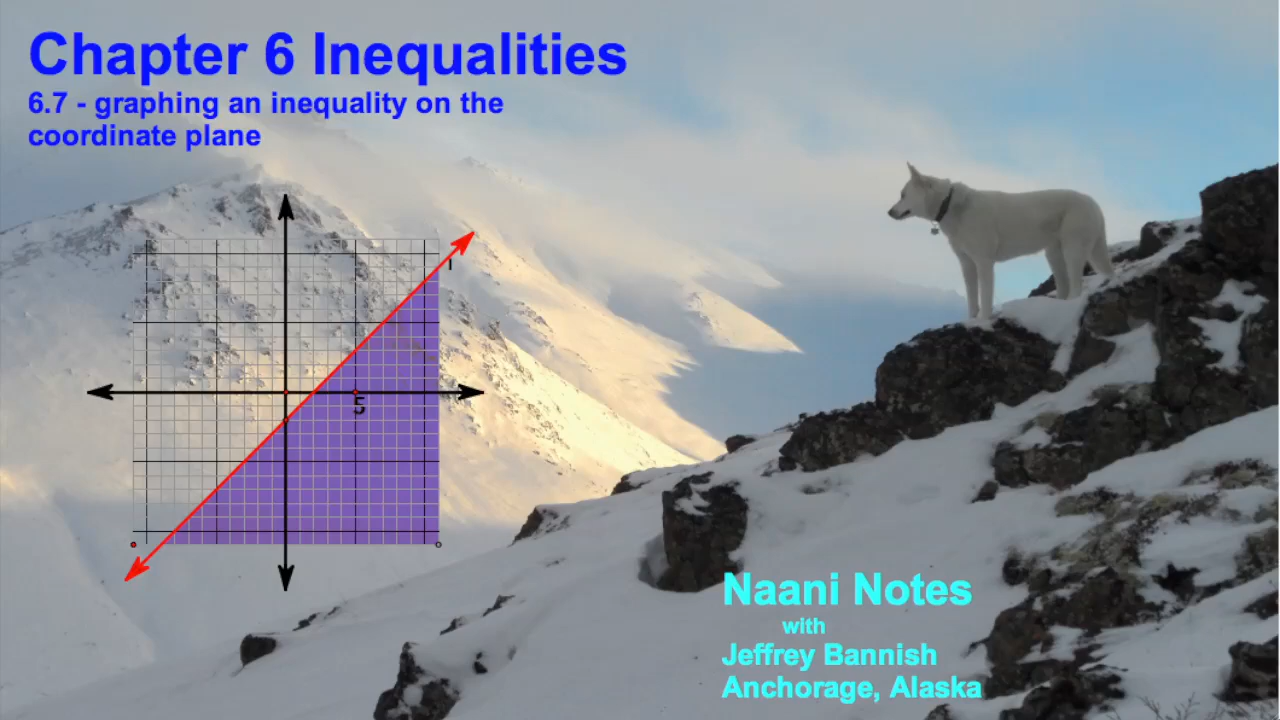 Chapter 6 Inequalities
6.7 - graphing an inequality on the
coordinate plane
5
Naani Notes
with
Jeffrey Bannish
Anchorage, Alaska